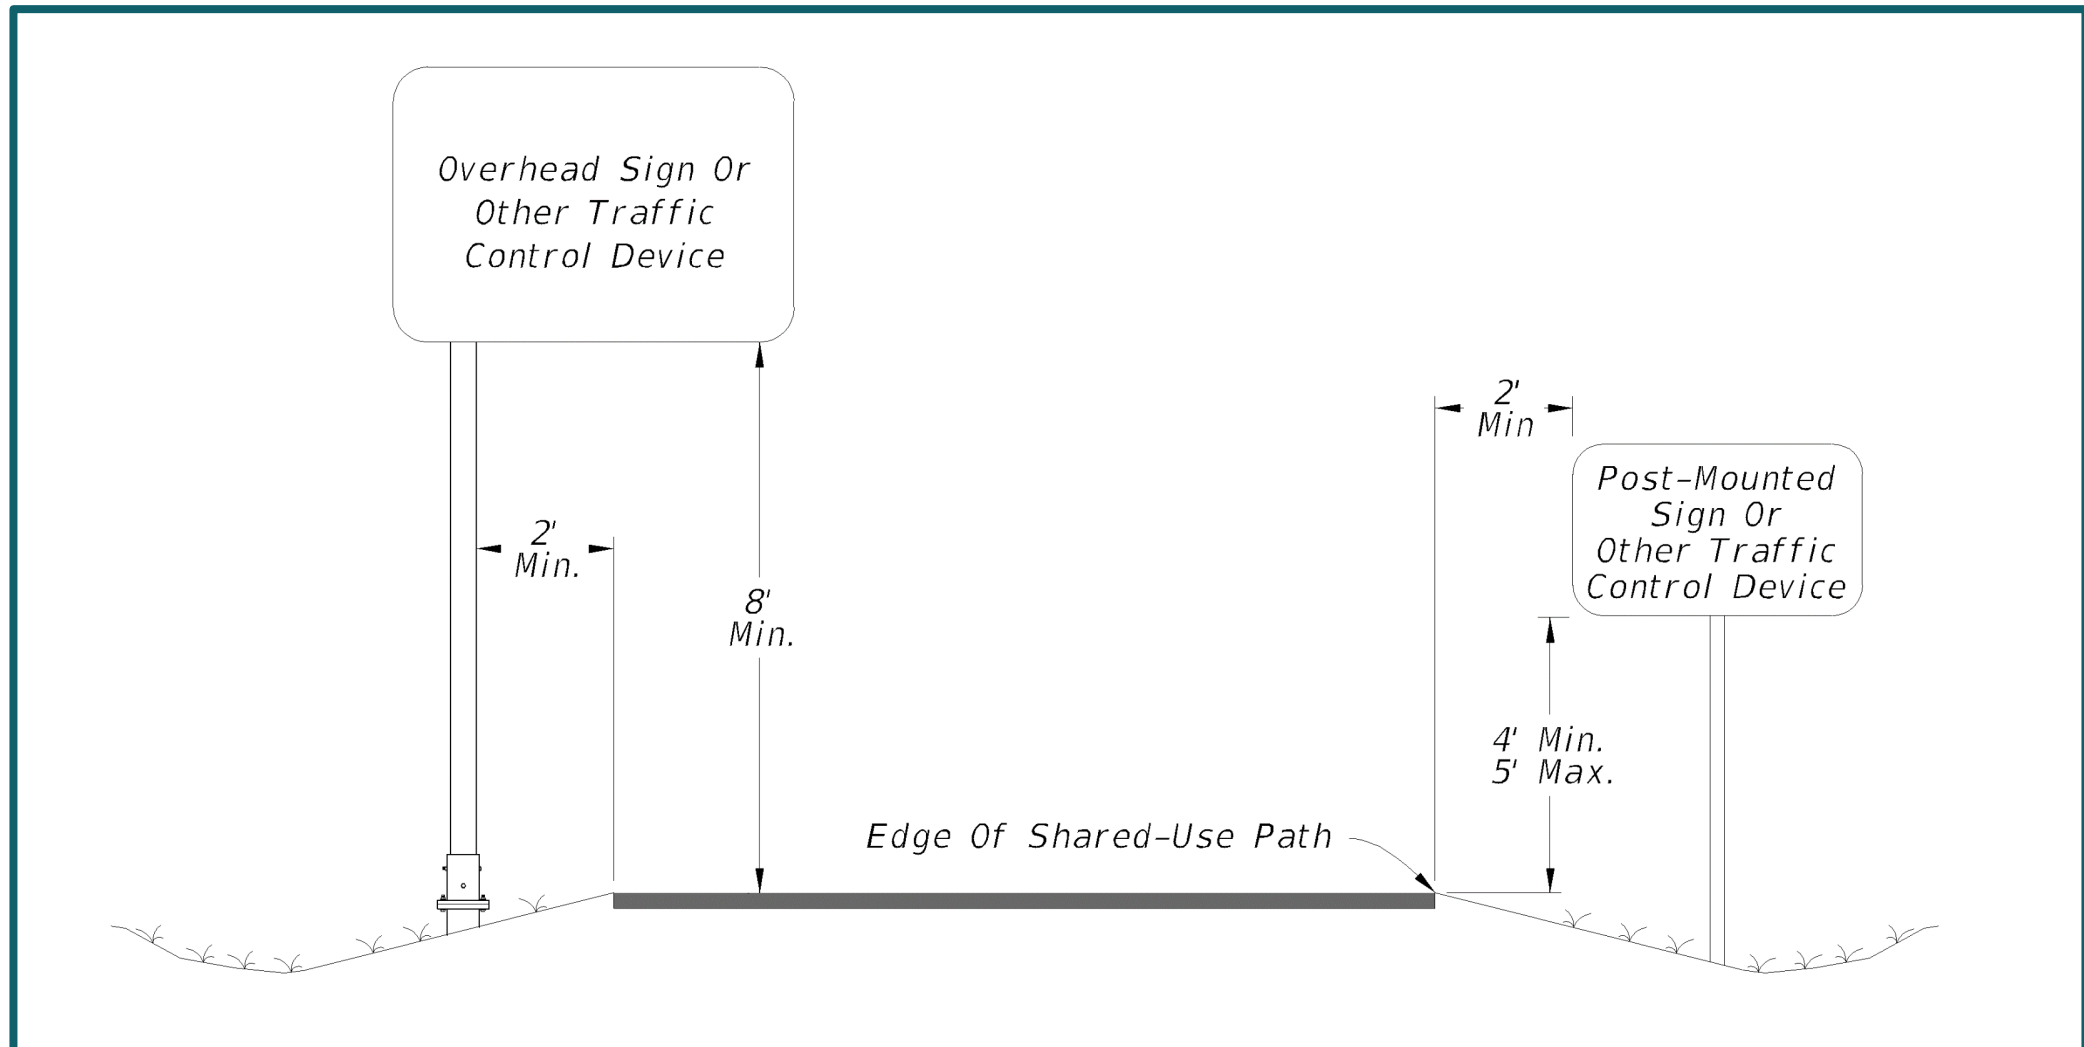 Overhead Sign Or
Other Traffic
Control Device
2'
Min
Post-Mounted
Sign Or
Other Traffic
Control Device
2'
Min.
8'
Min.
4' Min.
5' Max.
Edge Of Shared-Use Path